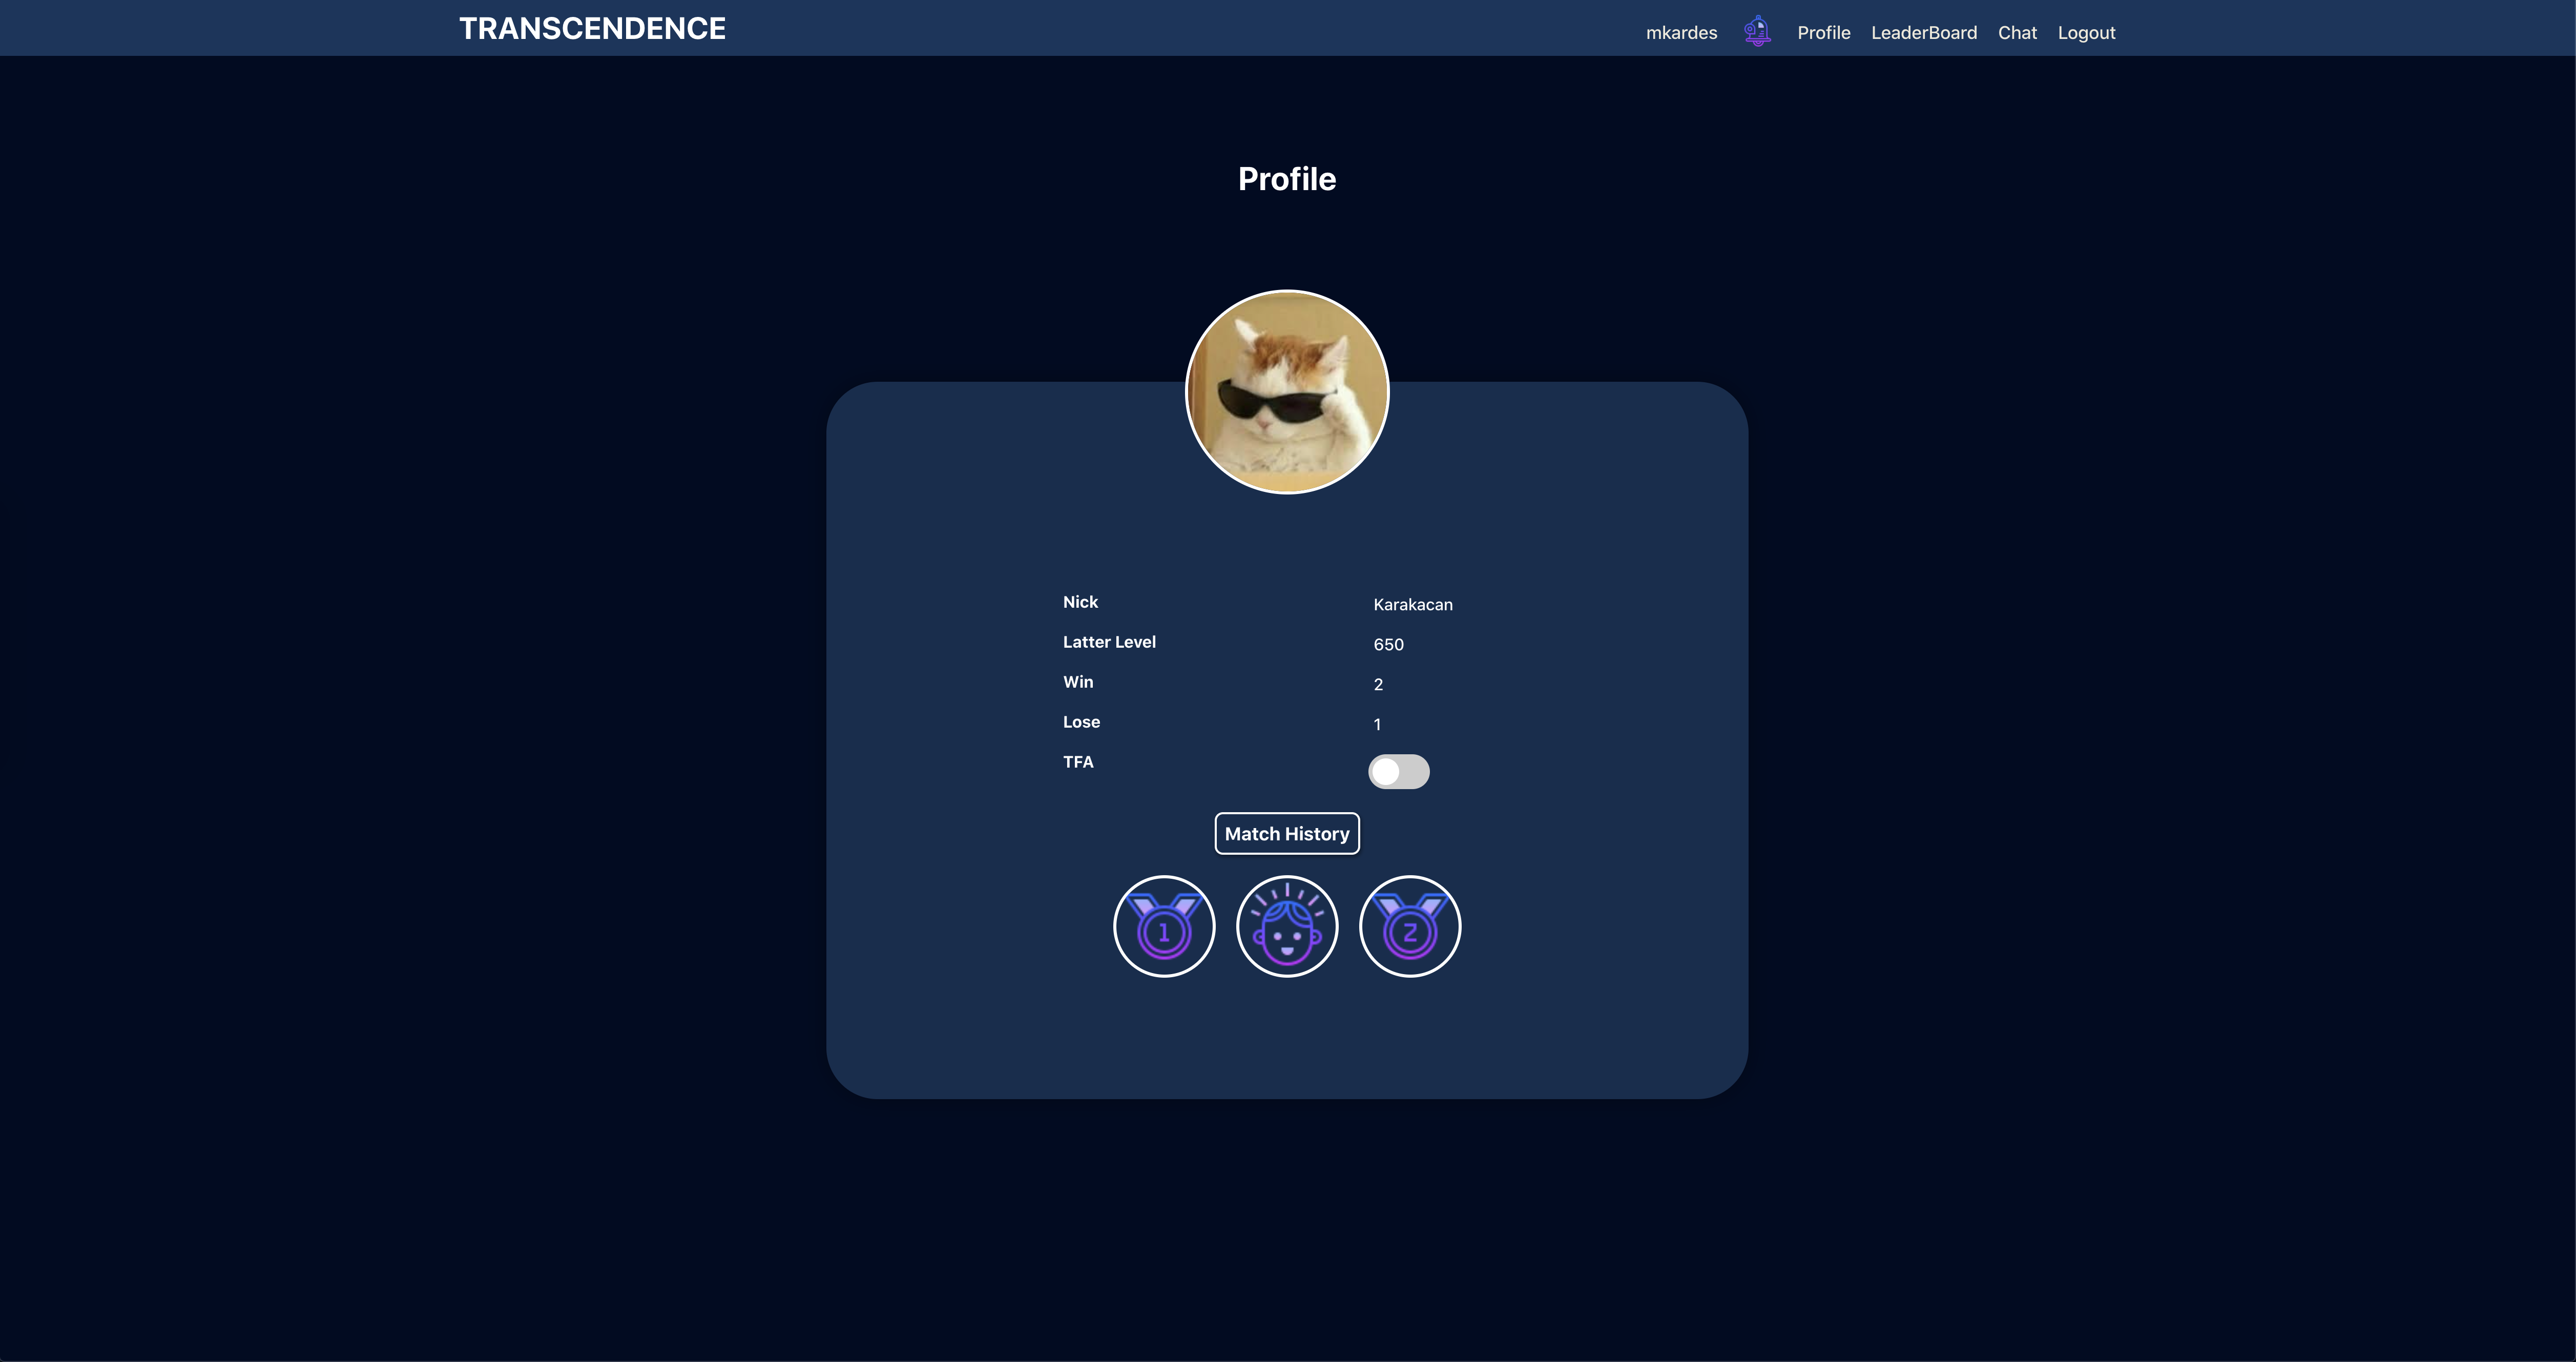 TRANSCENDENCE
mkardes Profile LeaderBoard Chat Logout
Profile
Nick Karakacan
Latter Level 650
Win 2
Lose 1
TFA
Match History
1 2